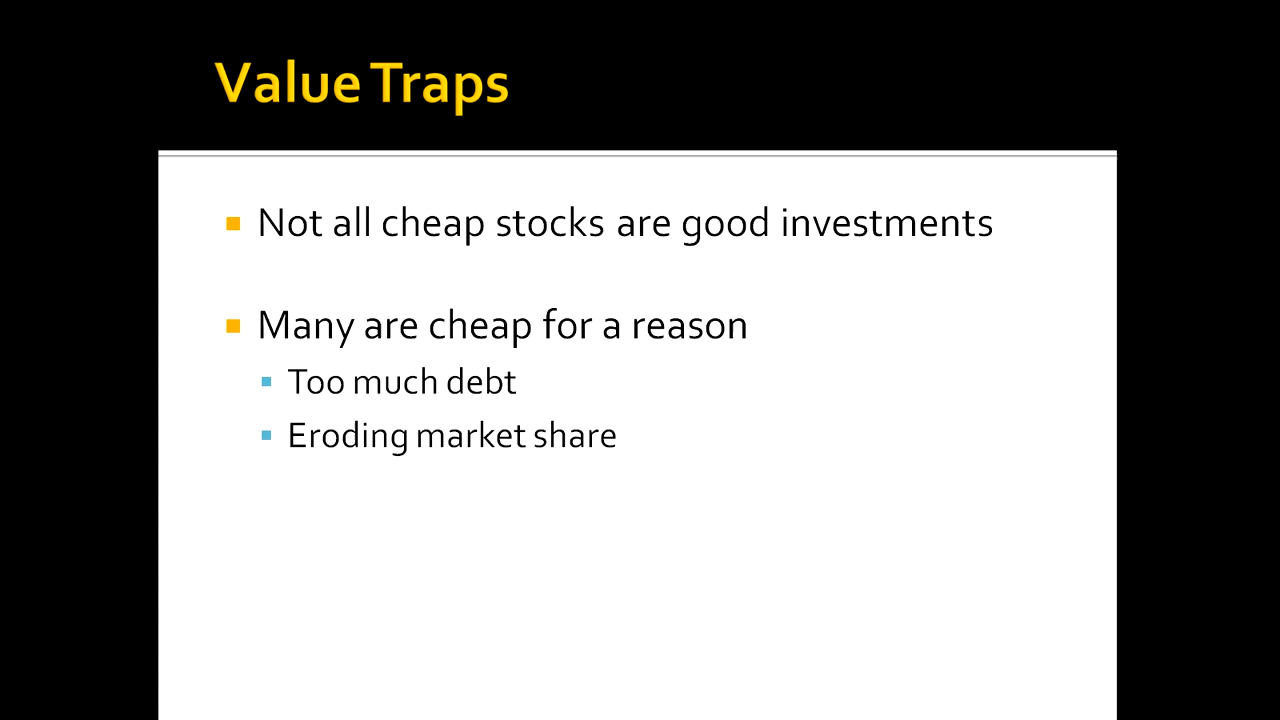 Value Traps
Not all cheap stocks are good investments
Many are cheap for a reason
Too much debt
Eroding market share